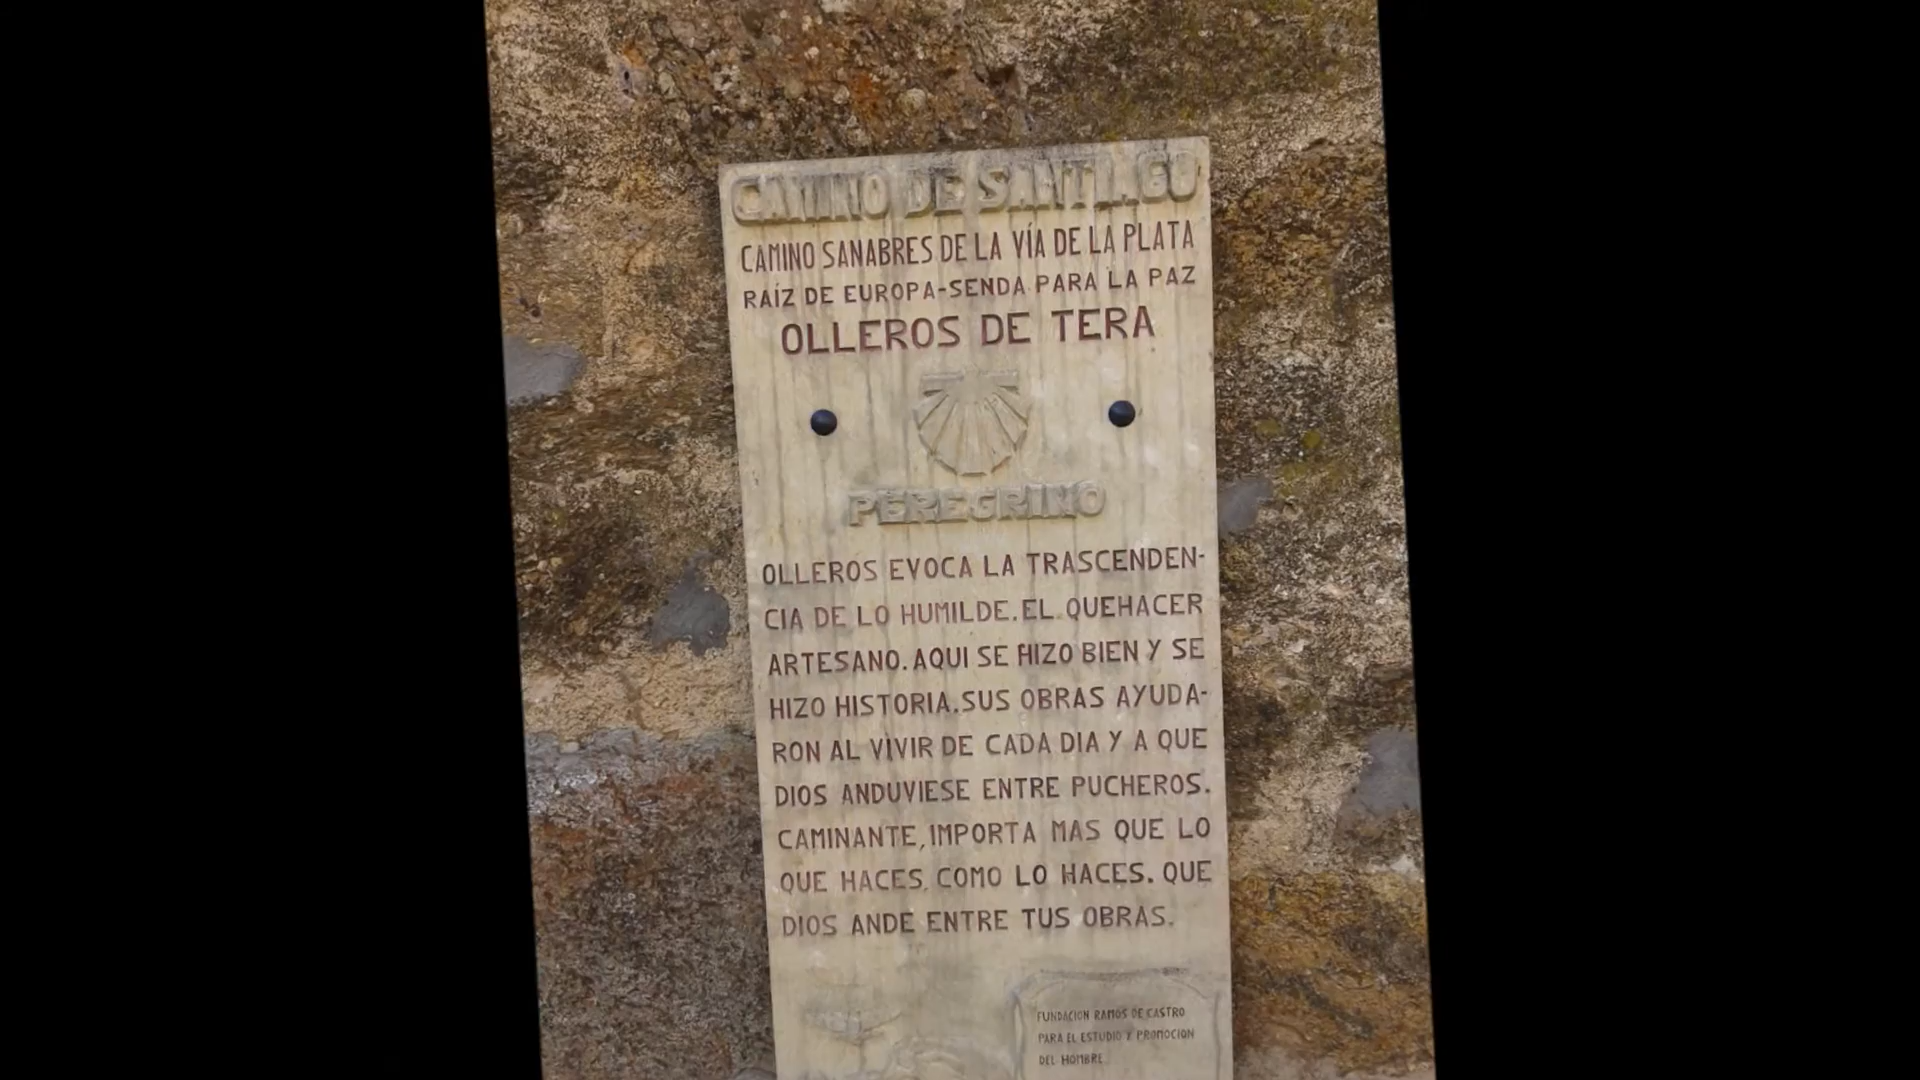 CAMINO DE SANTIAGO
CAMINO SANABRES DE LA VÍA DE LA PLATA
RAÍZ DE EUROPA-SENDA PARA LA PAZ
OLLEROS DE TERA
PEREGRINO
OLLEROS EVOCA LA TRASCENDEN-
CIA DE LO HUMILDE. EL QUEHACER
ARTESANO. AQUI SE HIZO BIEN Y SE
HIZO HISTORIA. SUS OBRAS AYUDA-
RON AL VIVIR DE CADA DIA Y A QUE
DIOS ANDUVIESE ENTRE PUCHEROS.
CAMINANTE, IMPORTA MAS QUE LO
QUE HACES, COMO LO HACES. QUE
DIOS ANDE ENTRE TUS OBRAS.
FUNDACION RAMOS DE CASTRO
PARA EL ESTUDIO Y PROMOCION
DEL HOMBRE